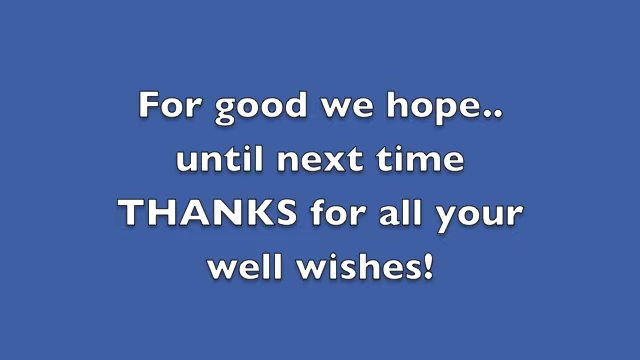 For good we hope..
until next time
THANKS for all your
well wishes!